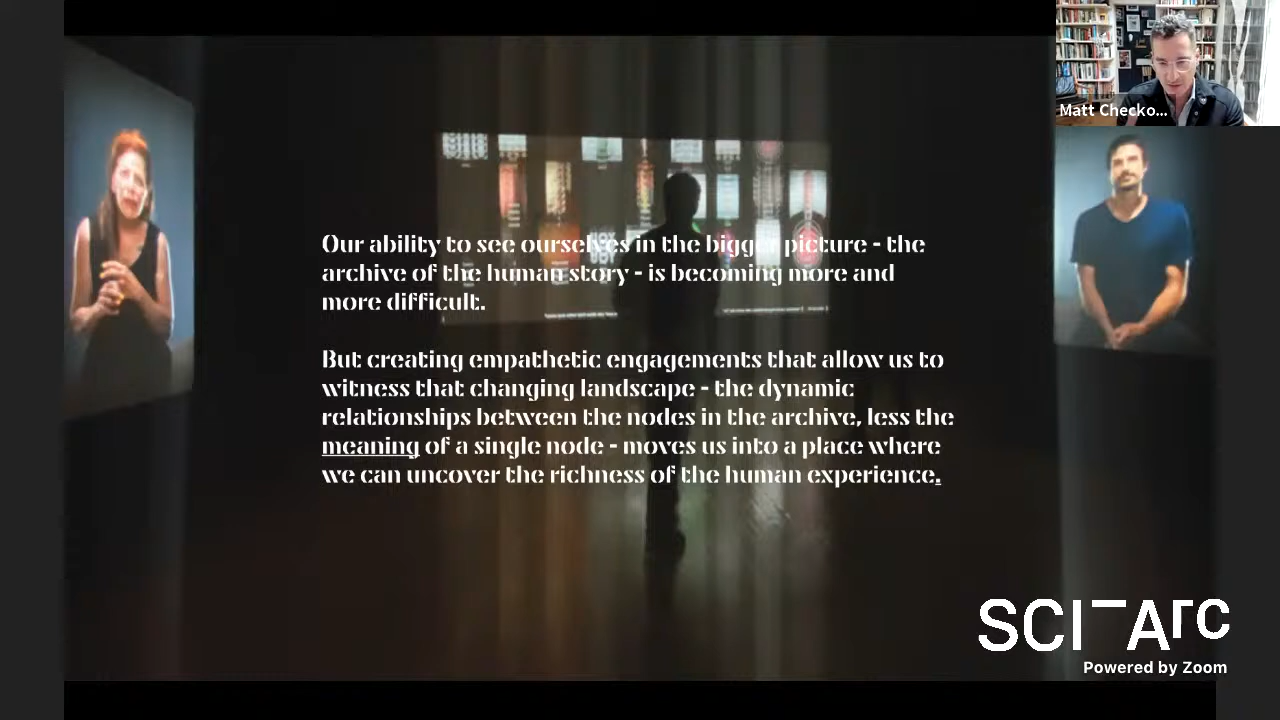 Matt Checko...
Our ability to see ourselves in the bigger picture - the
archive of the human story - is becoming more and
more difficult.
But creating empathetic engagements that allow us to
witness that changing landscape - the dynamic
relationships between the nodes in the archive, less the
meaning of a single node - moves us into a place where
we can uncover the richness of the human experience.
SCI-Arc
Powered by Zoom